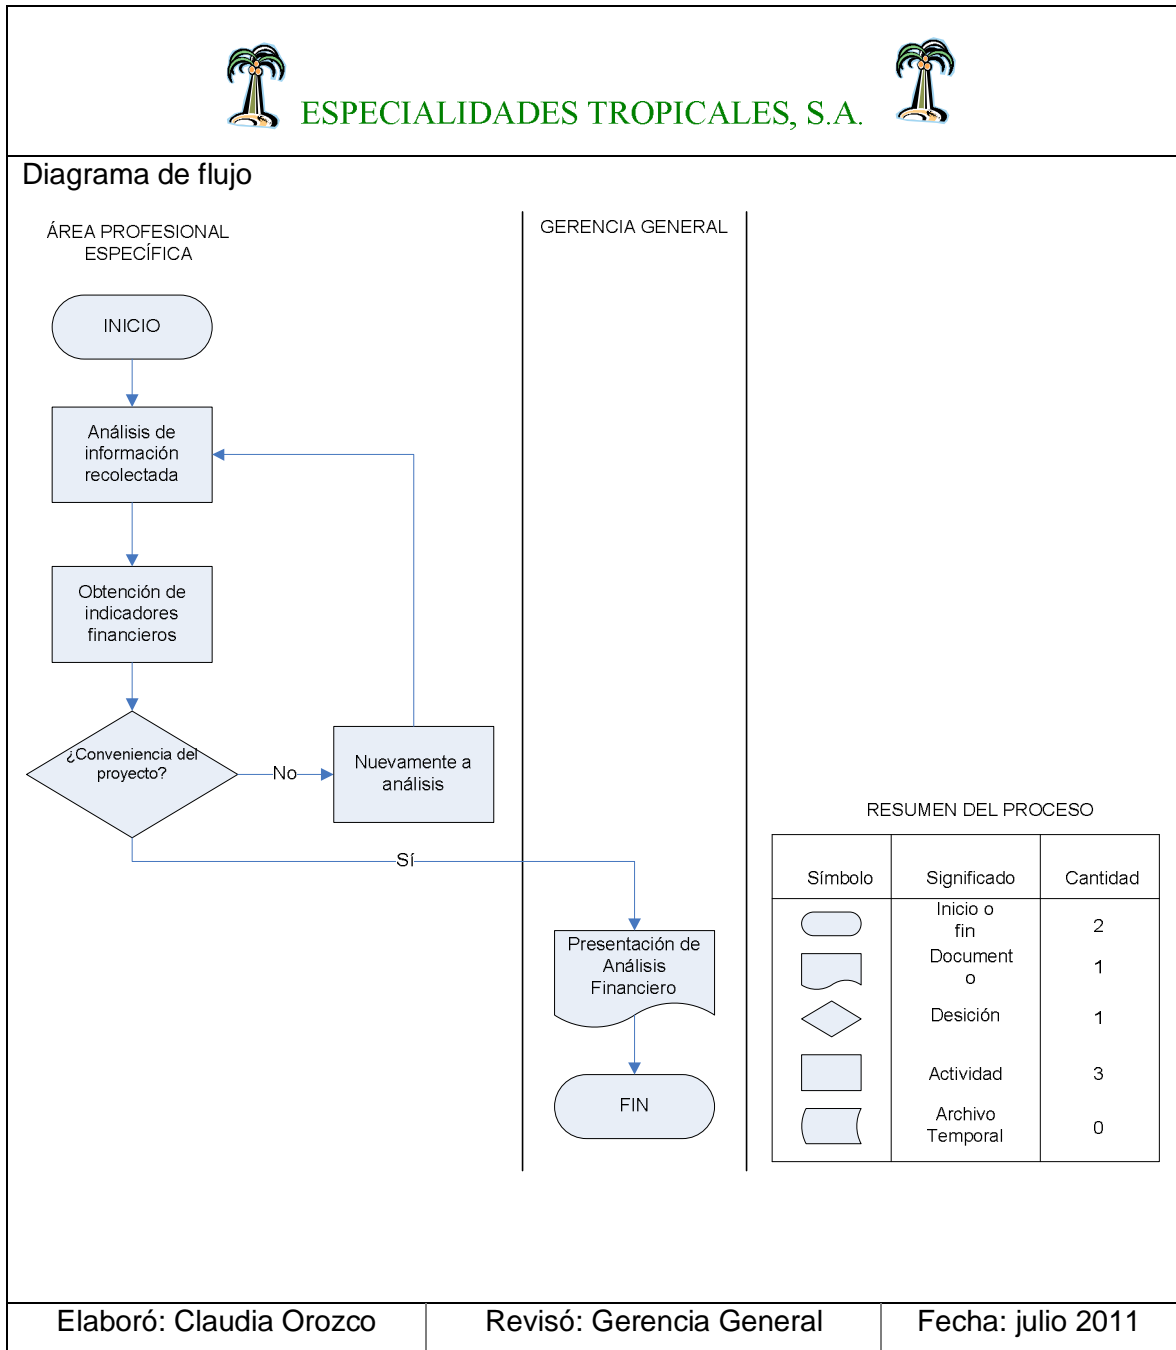 ESPECIALIDADES TROPICALES, S.A.
Diagrama de flujo
ÁREA PROFESIONAL
ESPECÍFICA
GERENCIA GENERAL
INICIO
Análisis de
información
recolectada
Obtención de
indicadores
financieros
¿Conveniencia del
proyecto?
No
Nuevamente a
análisis
Sí
Presentación de
Análisis
Financiero
FIN
RESUMEN DEL PROCESO
Símbolo Significado Cantidad
Inicio o
fin
2
Document
o
1
Desición 1
Actividad 3
Archivo
Temporal
0
Elaboró: Claudia Orozco Revisó: Gerencia General Fecha: julio 2011